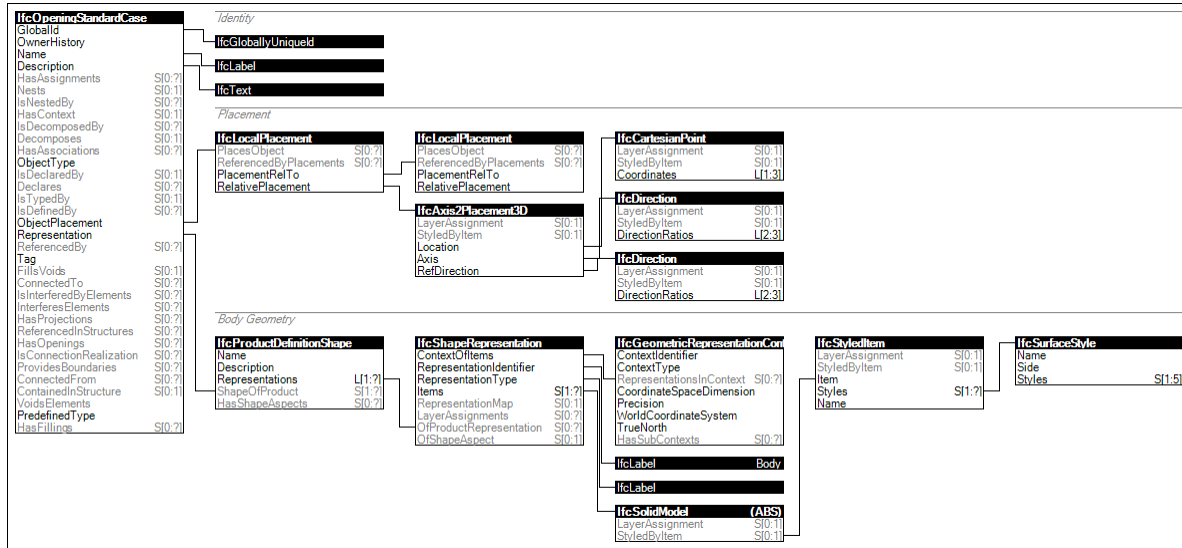 IfcOpeningStandardCase
GlobalId
OwnerHistory
Name
Description
HasAssignments S[0:?]
Nests S[0:1]
IsNestedBy S[0:?]
HasContext S[0:1]
IsDecomposedBy S[0:?]
Decomposes S[0:1]
HasAssociations S[0:?]
ObjectType
IsDeclaredBy S[0:1]
Declares S[0:?]
IsTypedBy S[0:1]
IsDefinedBy S[0:?]
ObjectPlacement
Representation
ReferencedBy S[0:?]
Tag
FillsVoids S[0:1]
ConnectedTo S[0:?]
IsInterferedByElements S[0:?]
InterferesElements S[0:?]
HasProjections S[0:?]
ReferencedInStructures S[0:?]
HasOpenings S[0:?]
IsConnectionRealization S[0:?]
ProvidesBoundaries S[0:?]
ConnectedFrom S[0:?]
ContainedInStructure S[0:1]
VoidsElements
PredefinedType
HasFillings S[0:?]
Identity
IfcGloballyUniqueId
IfcLabel
IfcText
Placement
IfcLocalPlacement
PlacesObject S[0:?]
ReferencedByPlacements S[0:?]
PlacementRelTo
RelativePlacement
IfcLocalPlacement
PlacesObject S[0:?]
ReferencedByPlacements S[0:?]
PlacementRelTo
RelativePlacement
IfcAxis2Placement3D
LayerAssignment S[0:1]
StyledByItem S[0:1]
Location
Axis
RefDirection
IfcCartesianPoint
LayerAssignment S[0:1]
StyledByItem S[0:1]
Coordinates L[1:3]
IfcDirection
LayerAssignment S[0:1]
StyledByItem S[0:1]
DirectionRatios L[2:3]
IfcDirection
LayerAssignment S[0:1]
StyledByItem S[0:1]
DirectionRatios L[2:3]
Body Geometry
IfcProductDefinitionShape
Name
Description
Representations L[1:?]
ShapeOfProduct S[1:?]
HasShapeAspects S[0:?]
IfcShapeRepresentation
ContextOfItems
RepresentationIdentifier
RepresentationType
Items S[1:?]
RepresentationMap S[0:1]
LayerAssignments S[0:?]
OfProductRepresentation S[0:?]
OfShapeAspect S[0:1]
IfcGeometricRepresentationCont
ContextIdentifier
ContextType
RepresentationsInContext S[0:?]
CoordinateSpaceDimension
Precision
WorldCoordinateSystem
TrueNorth
HasSubContexts S[0:?]
IfcLabel Body
IfcLabel
IfcSolidModel (ABS)
LayerAssignment S[0:1]
StyledByItem S[0:1]
IfcStyledItem
LayerAssignment S[0:1]
StyledByItem S[0:1]
Item
Styles S[1:?]
Name
IfcSurfaceStyle
Name
Side
Styles S[1:5]